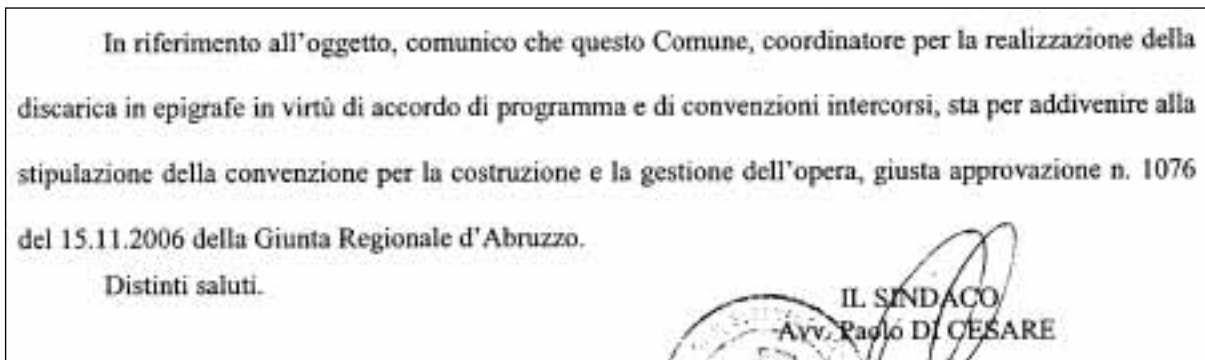 In riferimento all'oggetto, comunico che questo Comune, coordinatore per la realizzazione della
discarica in epigrafe in virtù di accordo di programma e di convenzioni intercorsi, sta per addivenire alla
stipulazione della convenzione per la costruzione e la gestione dell'opera, giusta approvazione n. 1076
del 15.11.2006 della Giunta Regionale d'Abruzzo.
Distinti saluti.
IL SINDACO
Avv. Paolo DI CESARE